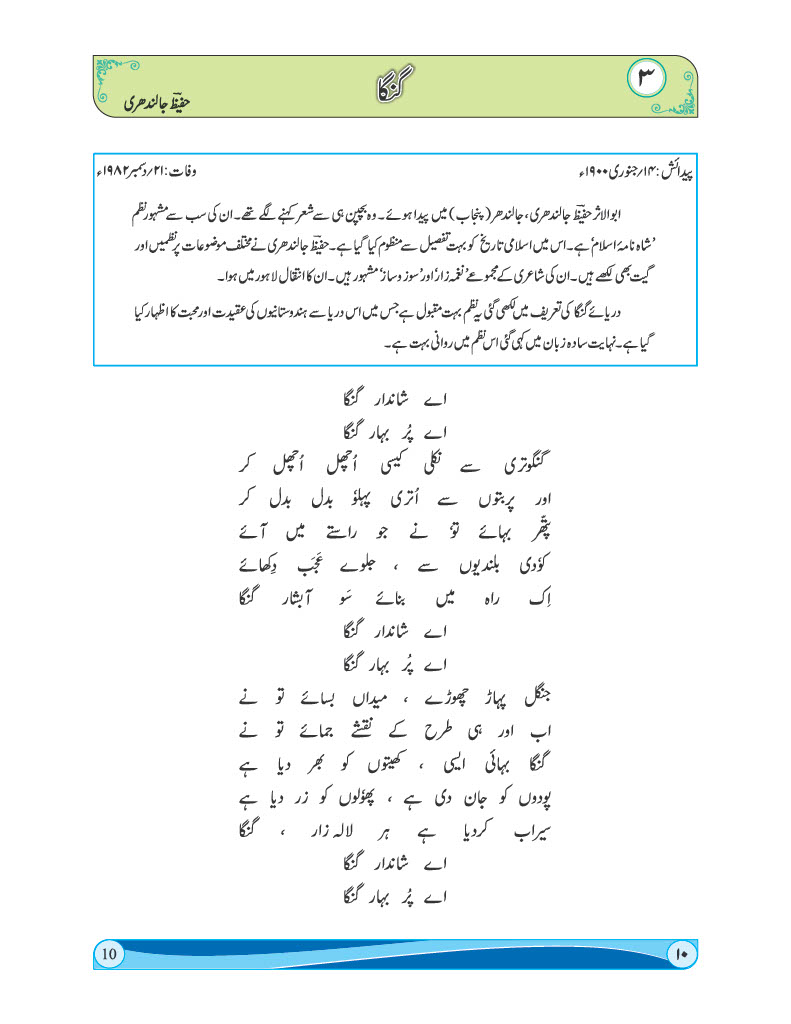 ۳
گنگا
حفیظؔ جالندھری
پیدائش: ۱۴؍جنوری ۱۹۰۰ء
وفات: ۲۱؍دسمبر ۱۹۸۲ء
ابوالاثر حفیظؔ جالندھری، جالندھر (پنجاب) میں پیدا ہوئے۔ وہ بچپن ہی سے شعر کہنے لگے تھے۔ ان کی سب سے مشہور نظم
’شاہ نامۂ اسلام‘ ہے۔ اس میں اسلامی تاریخ کو بہت تفصیل سے منظوم کیا گیا ہے۔ حفیظؔ جالندھری نے مختلف موضوعات پر نظمیں اور
گیت بھی لکھے ہیں۔ ان کی شاعری کے مجموعے ’نغمہ زار‘ اور ’سوز و ساز‘ مشہور ہیں۔ ان کا انتقال لاہور میں ہوا۔
دریائے گنگا کی تعریف میں لکھی گئی یہ نظم بہت مقبول ہے جس میں اس دریا سے ہندوستانیوں کی عقیدت اور محبت کا اظہار کیا
گیا ہے۔ نہایت سادہ زبان میں کہی گئی اس نظم میں روانی بہت ہے۔
اے شاندار گنگا
اے پُر بہار گنگا
گنگوتری سے نکلی کیسی اُچھل اُچھل کر
اور پربتوں سے اُتری پہلوٗ بدل بدل کر
پتّھر بہائے توٗ نے جو راستے میں آئے
کوٗدی بلندیوں سے ، جلوے عَجَب دِکھائے
اِک راہ میں بنائے سَو آبشار گنگا
اے شاندار گنگا
اے پُر بہار گنگا
جنگل پہاڑ چھوڑے ، میداں بسائے تو نے
اب اور ہی طرح کے نقشے جمائے تو نے
گنگا بہائی ایسی ، کھیتوں کو بھر دیا ہے
پودوں کو جان دی ہے ، پھوٗلوں کو زر دیا ہے
سیراب کردیا ہے ہر لالہ زار ، گنگا
اے شاندار گنگا
اے پُر بہار گنگا
10
۱۰